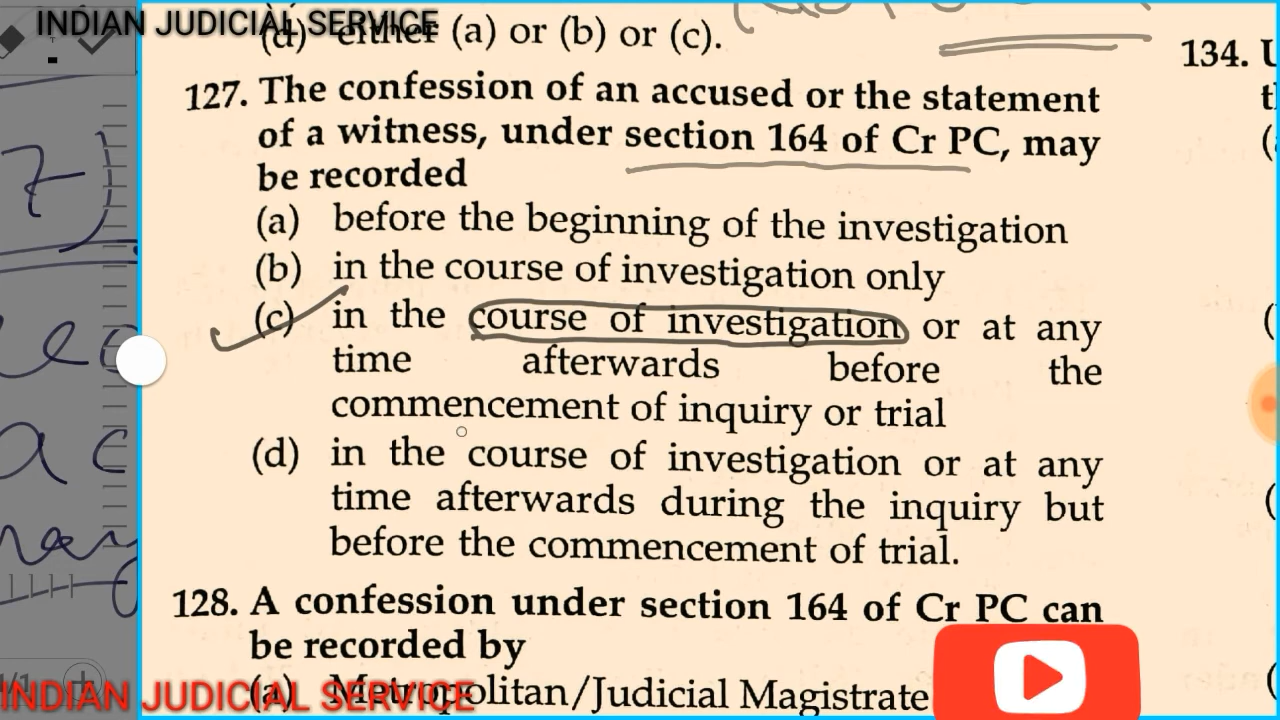 INDIAN JUDICIAL SERVICE
(d) either (a) or (b) or (c).
127. The confession of an accused or the statement
of a witness, under section 164 of Cr PC, may
be recorded
(a) before the beginning of the investigation
(b) in the course of investigation only
(c) in the course of investigation or at any
time afterwards before the
commencement of inquiry or trial
(d) in the course of investigation or at any
time afterwards during the inquiry but
before the commencement of trial.
128. A confession under section 164 of Cr PC can
be recorded by
(a) Metropolitan/Judicial Magistrate
INDIAN JUDICIAL SERVICE
134.